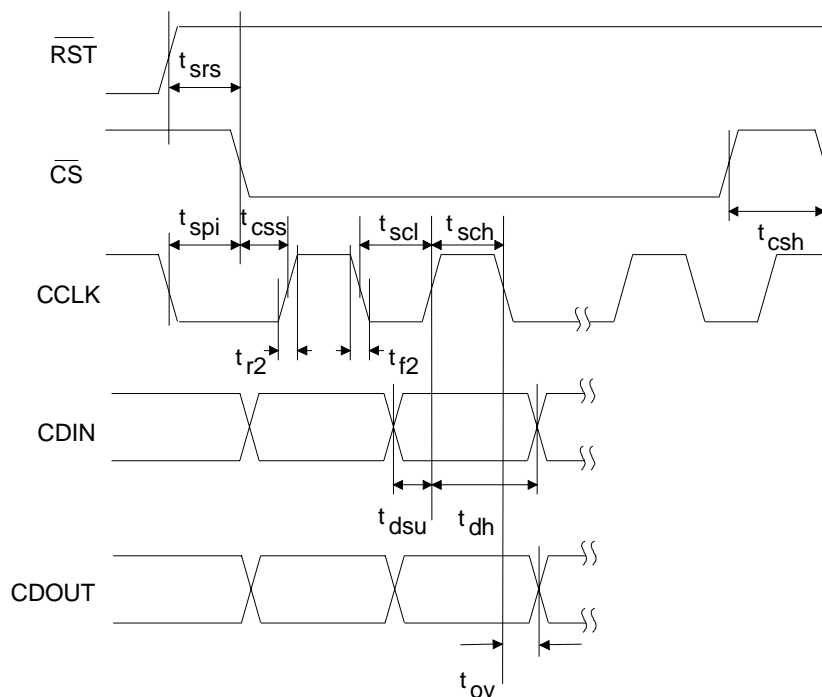 RST
t srs
CS
t spi
t css
t scl
t sch
t csh
CCLK
t r2
t f2
CDIN
t dsu
t dh
CDOUT
t ov